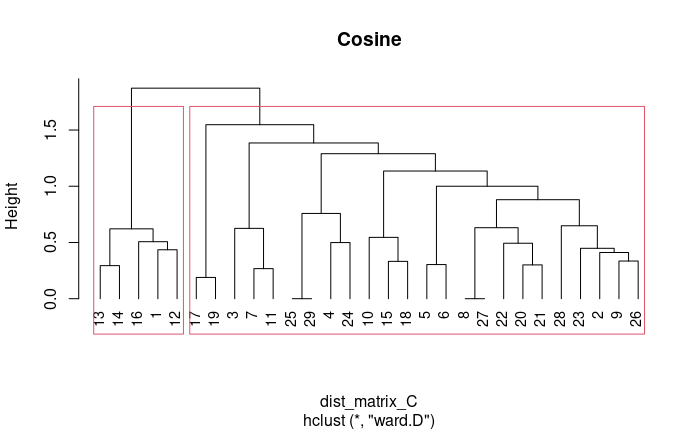 Cosine
Height
0.0 0.5 1.0 1.5
13 14 16 1 12 17 19 3 7 11 25 29 4 24 10 15 18 5 6 8 27 22 20 21 28 23 2 9 26
dist_matrix_C
hclust (*, "ward.D")